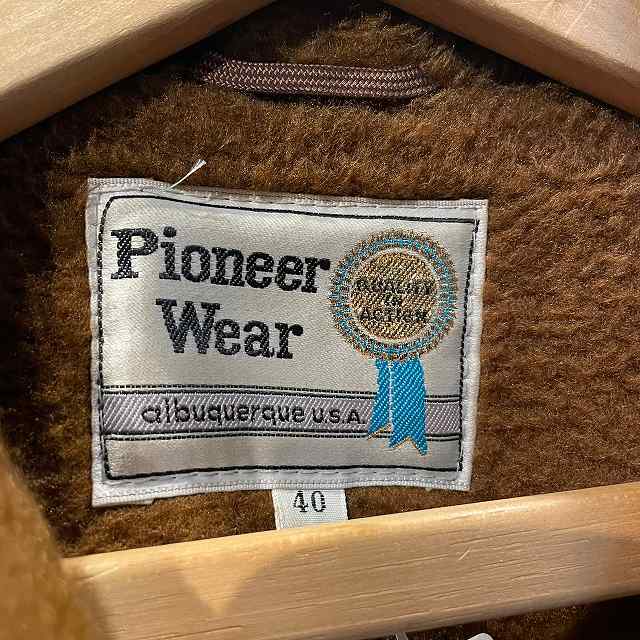 Pioneer
Wear
QUALITY
IN
ACTION
albuquerque U.S.A.
40